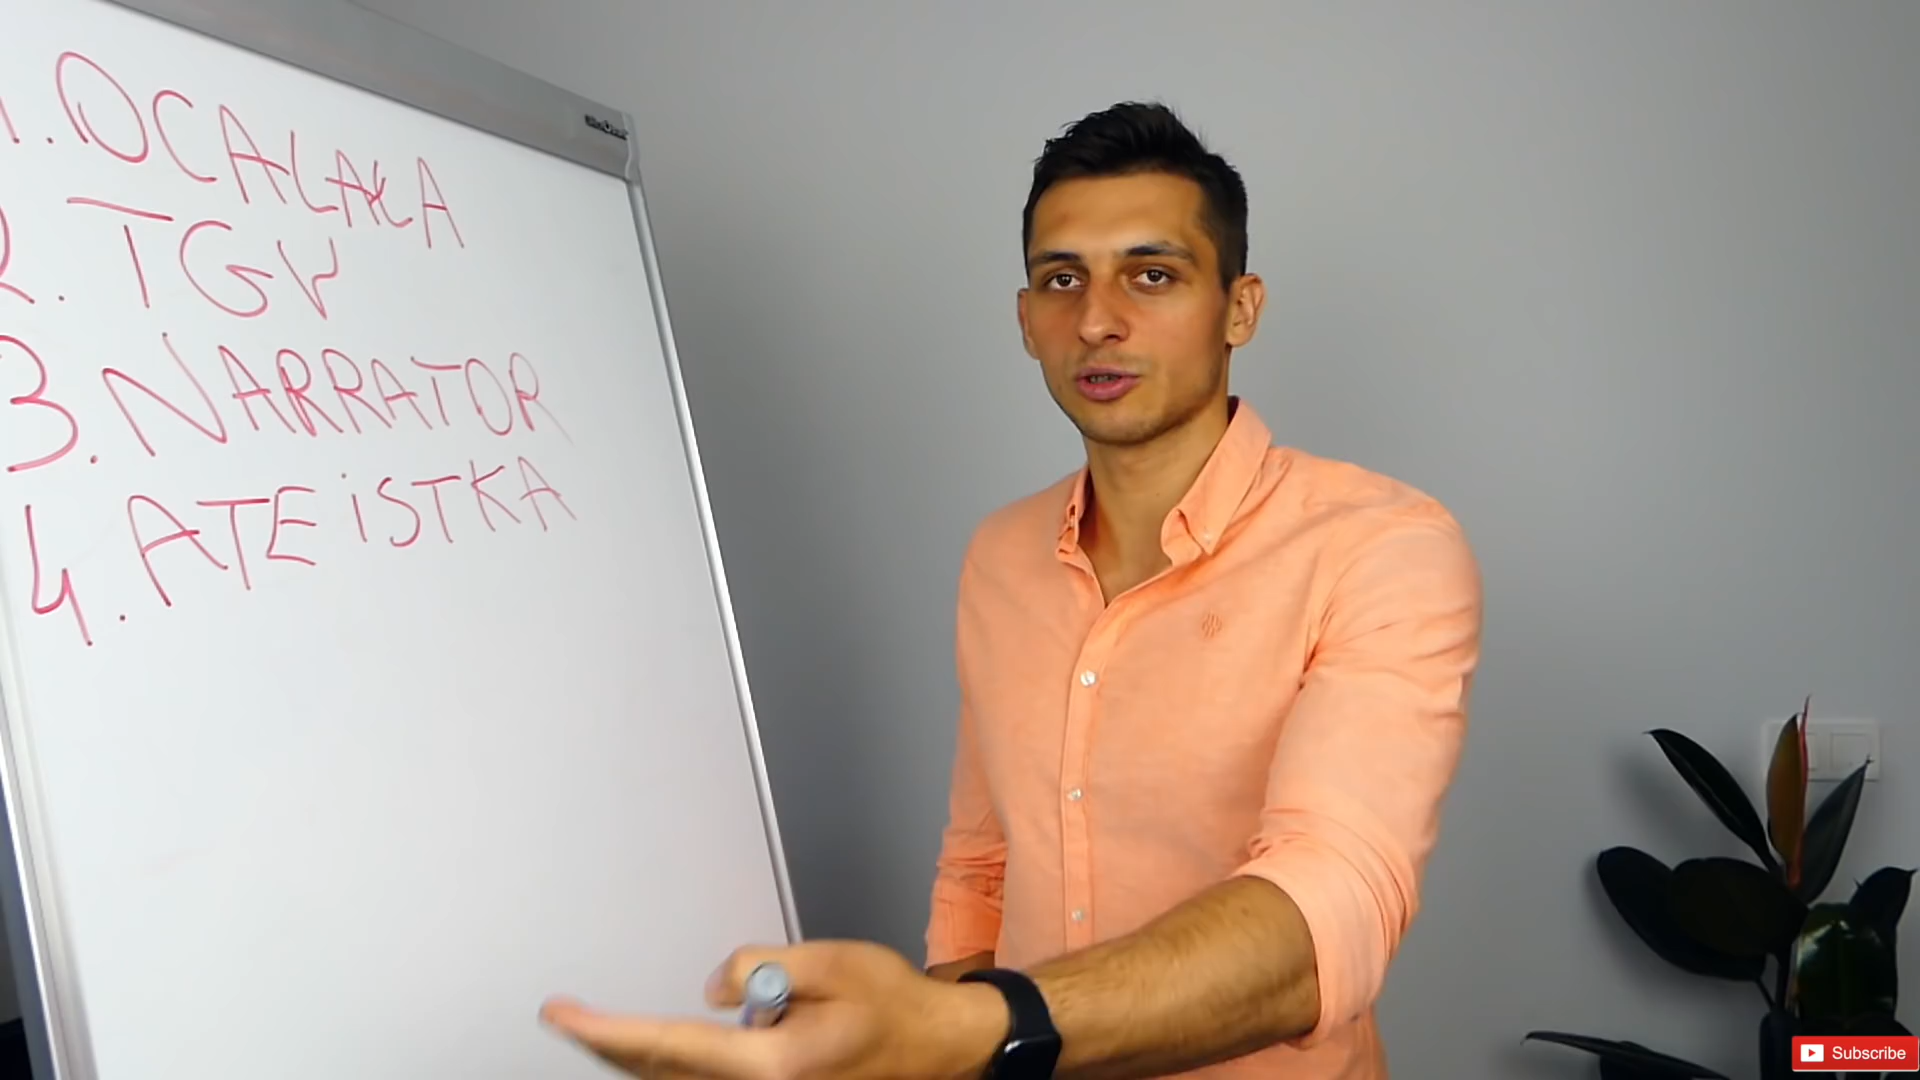 1. OCALAŁA
2. TGV
3. NARRATOR
4. ATEiSTKA
Subscribe